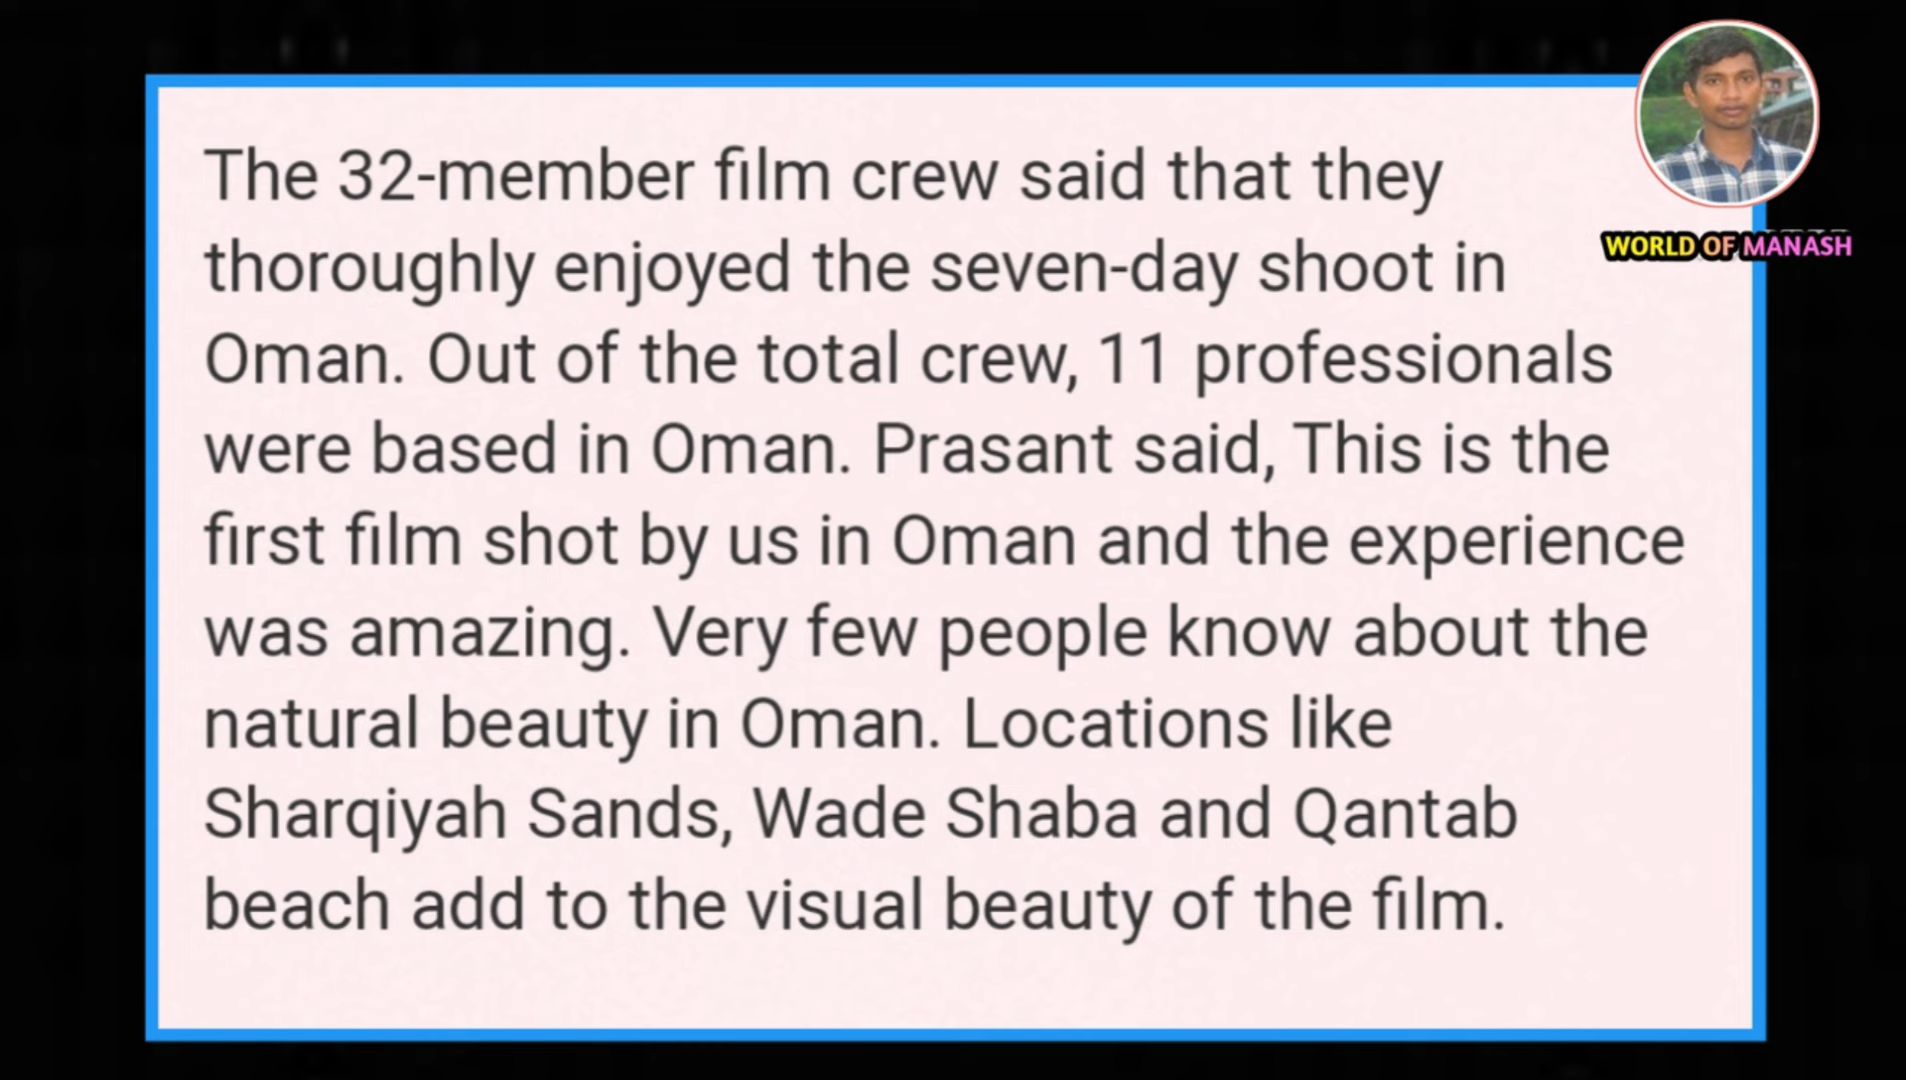 The 32-member film crew said that they
thoroughly enjoyed the seven-day shoot in
Oman. Out of the total crew, 11 professionals
were based in Oman. Prasant said, This is the
first film shot by us in Oman and the experience
was amazing. Very few people know about the
natural beauty in Oman. Locations like
Sharqiyah Sands, Wade Shaba and Qantab
beach add to the visual beauty of the film.
WORLD OF MANASH